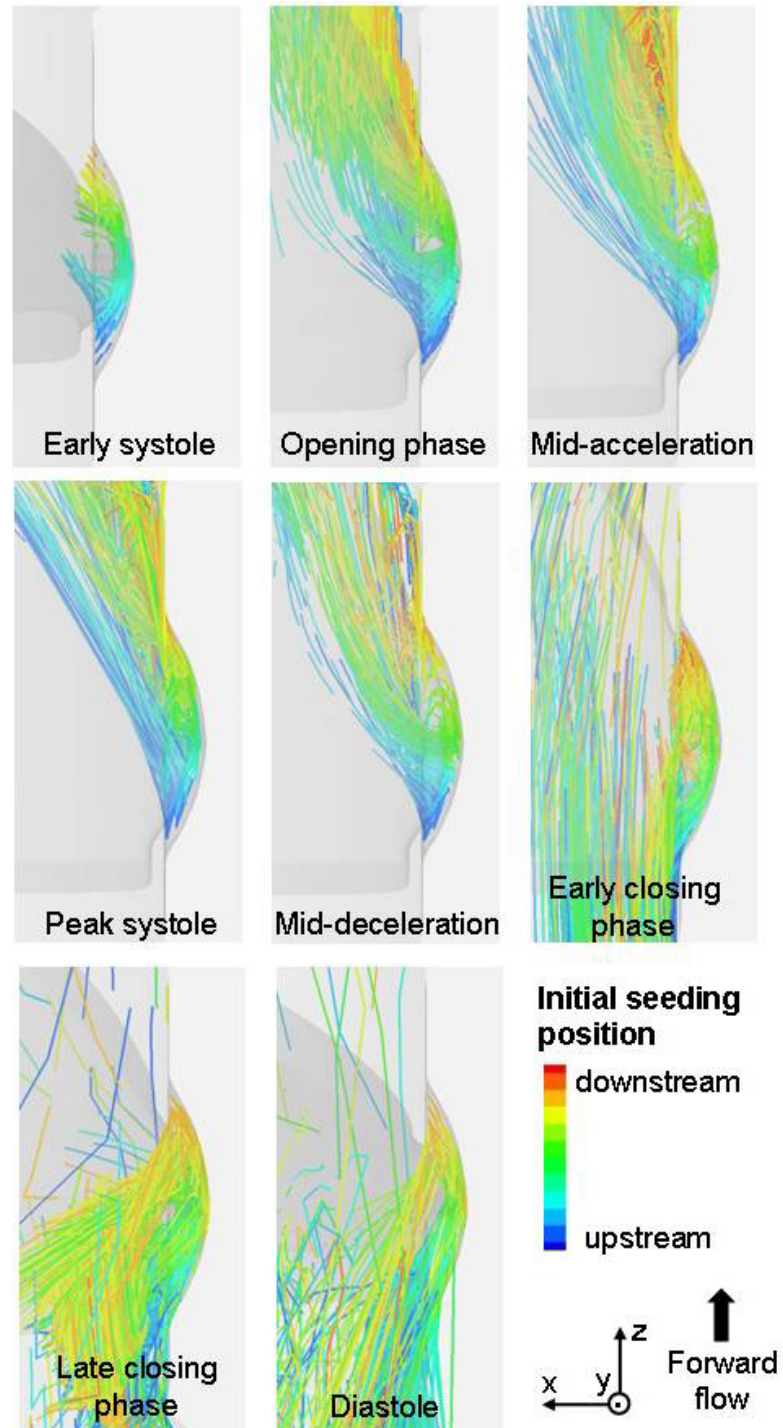 Early systole
Opening phase
Mid-acceleration
Peak systole
Mid-deceleration
Early closing
phase
Late closing
phase
Diastole
Initial seeding
position
downstream
upstream
z
x
y
Forward
flow